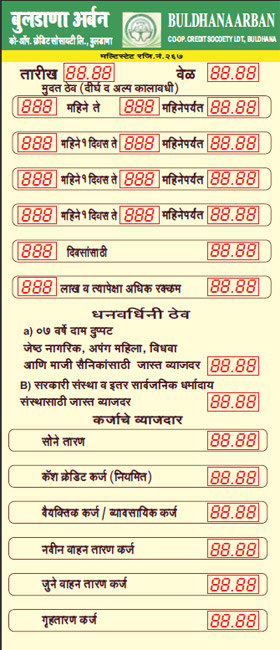 बुलडाणा अर्बन
को-ऑप. क्रेडिट सोसायटी लि., बुलडाणा
BULDHANA ARBAN
CO-OP. CREDIT SOCOETY LDT., BULDHANA
मल्टिस्टेट रजि.नं.२६७
तारीख 88.88 वेळ 88.88
मुदत ठेव (दीर्घ व अल्प कालावधी)
888 महिने ते 888 महिनेपर्यंत 88.88
888 महिने १ दिवस ते 888 महिनेपर्यंत 88.88
888 महिने १ दिवस ते 888 महिनेपर्यंत 88.88
888 महिने १ दिवस ते 888 महिनेपर्यंत 88.88
888 दिवसांसाठी 88.88
888 लाख व त्यापेक्षा अधिक रक्कम 88.88
धनवर्धिनी ठेव
a) ०७ वर्षे दाम दुप्पट
जेष्ठ नागरिक, अपंग महिला, विधवा
आणि माजी सैनिकांसाठी जास्त व्याजदर 88.88
B) सरकारी संस्था व इतर सार्वजनिक धर्मादाय
संस्थासाठी जास्त व्याजदर 88.88
कर्जाचे व्याजदार
सोने तारण 88.88
कॅश क्रेडिट कर्ज (नियमित) 88.88
वैयक्तिक कर्ज / व्यावसायिक कर्ज 88.88
नवीन वाहन तारण कर्ज 88.88
जुने वाहन तारण कर्ज 88.88
गृहतारण कर्ज 88.88